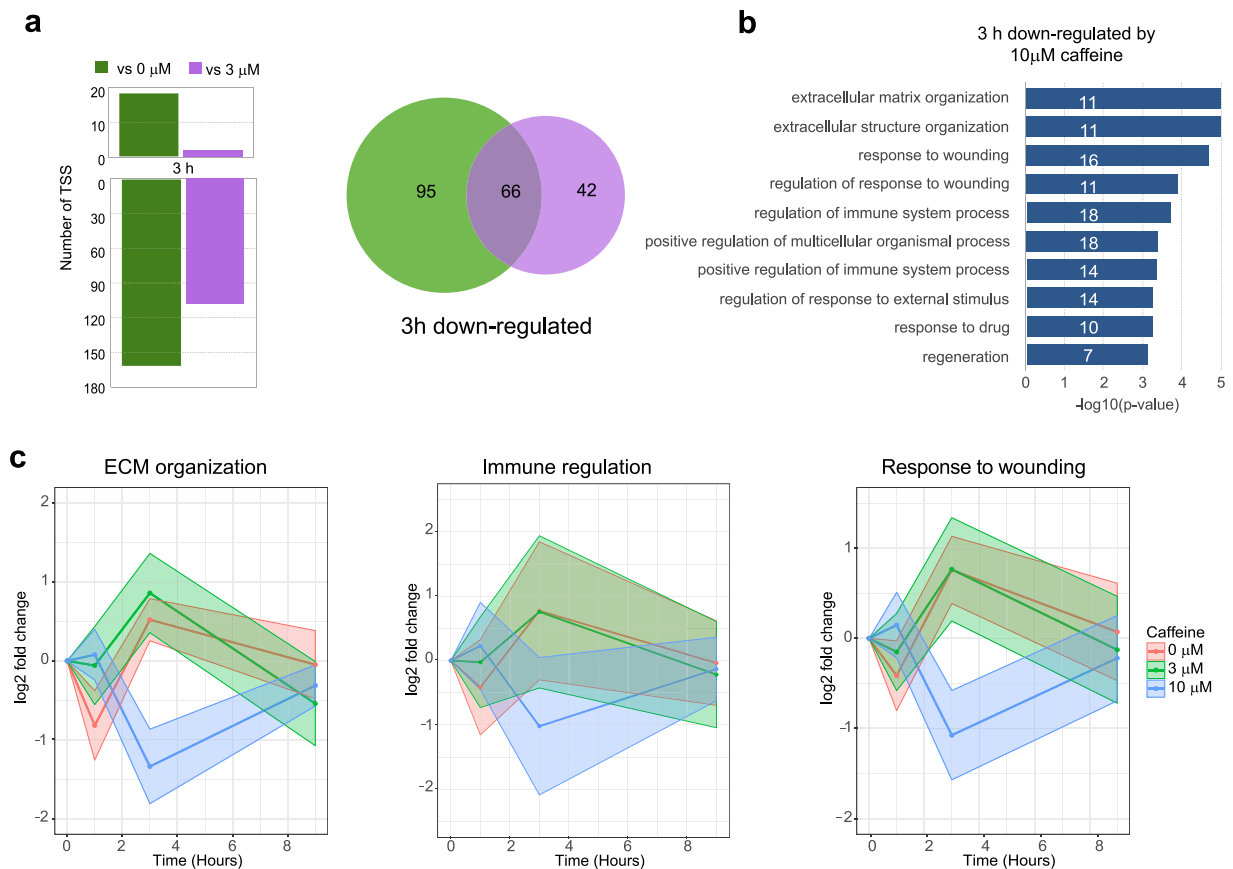 a
vs 0 μM
vs 3 μM
20
10
0
3 h
0
30
60
90
120
150
180
Number of TSS
95
66
42
3h down-regulated
b
3 h down-regulated by
10μM caffeine
extracellular matrix organization
11
extracellular structure organization
11
response to wounding
16
regulation of response to wounding
11
regulation of immune system process
18
positive regulation of multicellular organismal process
18
positive regulation of immune system process
14
regulation of response to external stimulus
14
response to drug
10
regeneration
7
0 1 2 3 4 5
-log10(p-value)
c
ECM organization
2
1
0
−1
−2
log2 fold change
0 2 4 6 8
Time (Hours)
Immune regulation
2
1
0
−1
−2
log2 fold change
0 2 4 6 8
Time (Hours)
Response to wounding
1
0
−1
−2
log2 fold change
0 2 4 6 8
Time (Hours)
Caffeine
0 μM
3 μM
10 μM